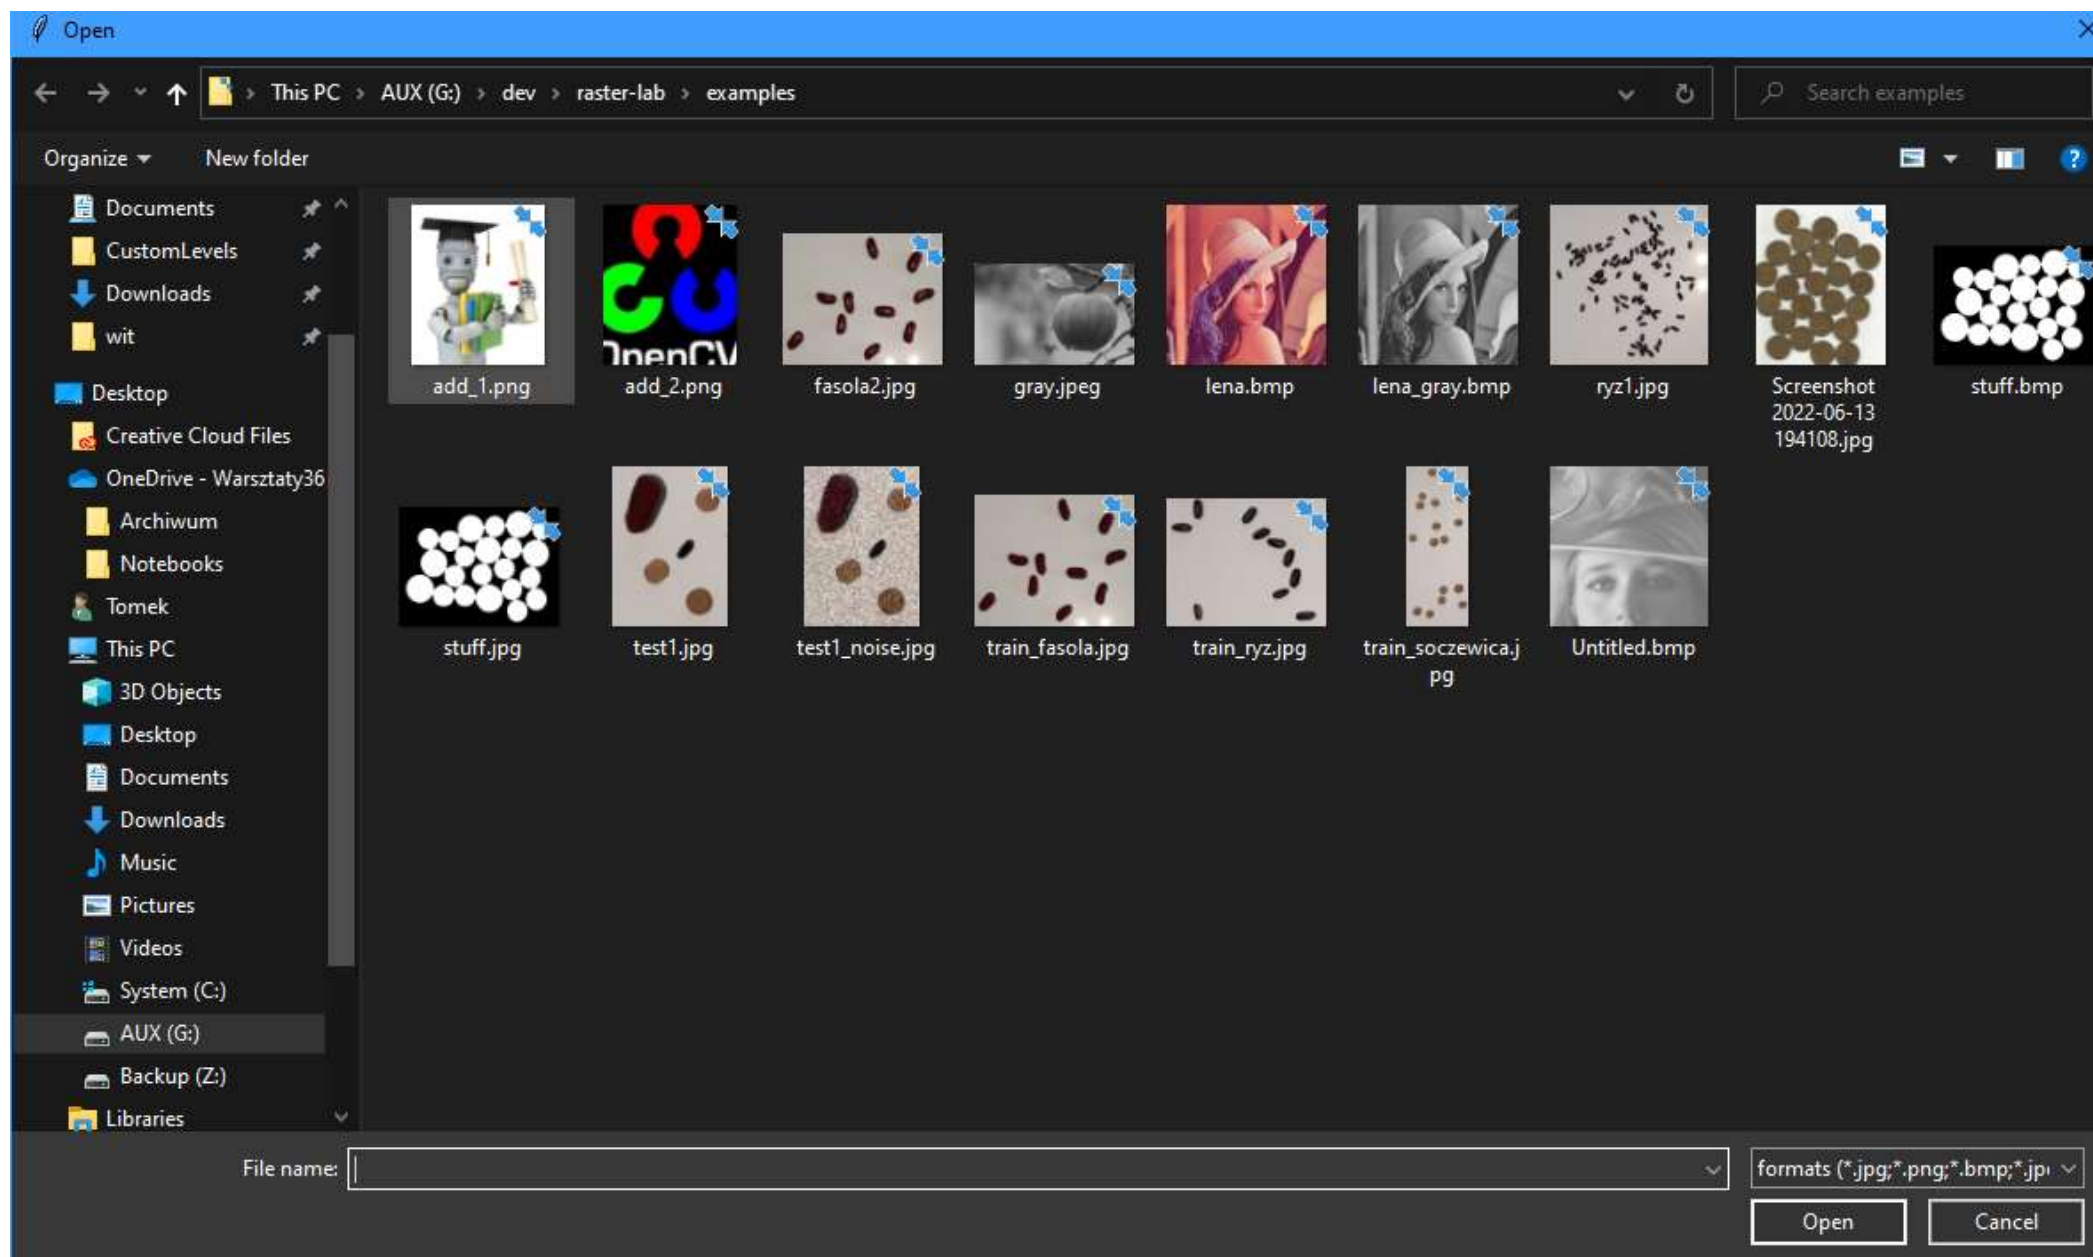 Open
This PC > AUX (G:) > dev > raster-lab > examples
Search examples
Organize
New folder
Documents
CustomLevels
Downloads
wit
Desktop
Creative Cloud Files
OneDrive - Warsztaty36
Archiwum
Notebooks
Tomek
This PC
3D Objects
Desktop
Documents
Downloads
Music
Pictures
Videos
System (C:)
AUX (G:)
Backup (Z:)
Libraries
OpenCV
add_1.png
add_2.png
fasola2.jpg
gray.jpeg
lena.bmp
lena_gray.bmp
ryz1.jpg
Screenshot
2022-06-13
194108.jpg
stuff.bmp
stuff.jpg
test1.jpg
test1_noise.jpg
train_fasola.jpg
train_ryz.jpg
train_soczewica.j
pg
Untitled.bmp
File name:
formats (*.jpg;*.png;*.bmp;*.jp
Open
Cancel